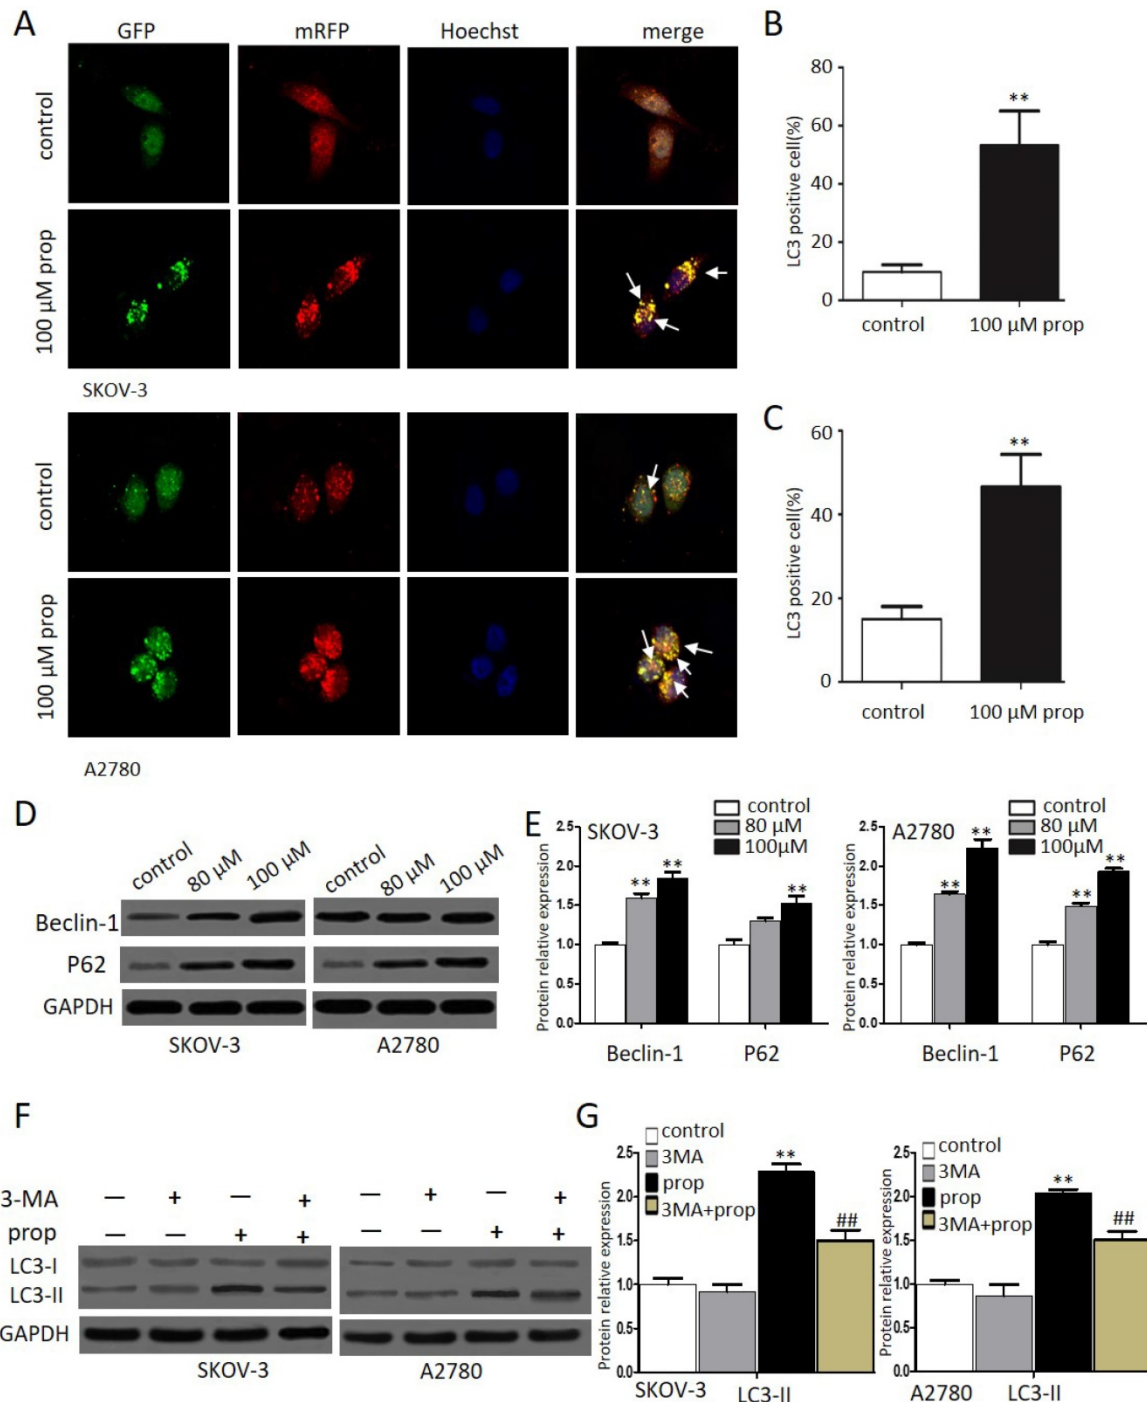 A
GFP
mRFP
Hoechst
merge
control
100 µM prop
SKOV-3
control
100 µM prop
A2780
B
LC3 positive cell(%)
80
60
40
20
0
**
control
100 µM prop
C
LC3 positive cell(%)
60
40
20
0
**
control
100 µM prop
D
control
80 µM
100 µM
control
80 µM
100 µM
Beclin-1
P62
GAPDH
SKOV-3
A2780
E
control
80 µM
100µM
SKOV-3
Protein relative expression
2.5
2.0
1.5
1.0
0.5
0.0
**
**
**
Beclin-1
P62
control
80 µM
100µM
A2780
Protein relative expression
2.5
2.0
1.5
1.0
0.5
0.0
**
**
**
**
Beclin-1
P62
F
3-MA
— + — +
— + — +
prop
— — + +
— — + +
LC3-I
LC3-II
GAPDH
SKOV-3
A2780
G
control
3MA
prop
3MA+prop
Protein relative expression
2.5
2.0
1.5
1.0
0.5
0.0
**
##
SKOV-3
LC3-II
control
3MA
prop
3MA+prop
Protein relative expression
2.5
2.0
1.5
1.0
0.5
0.0
**
##
A2780
LC3-II